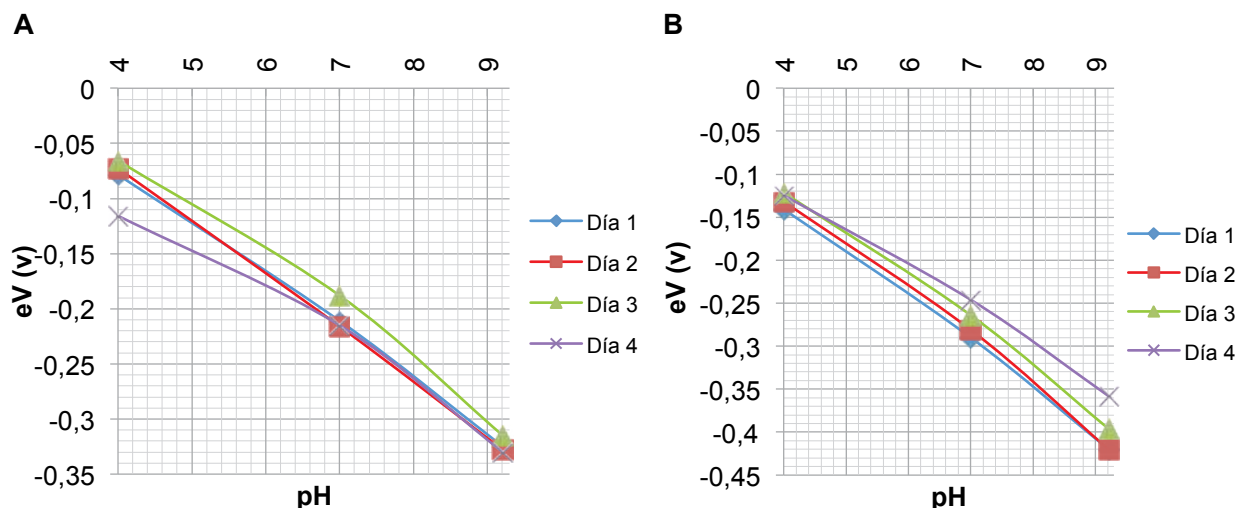 A
4 5 6 7 8 9
0
-0,05
-0,1
-0,15
-0,2
-0,25
-0,3
-0,35
eV (v)
pH
Día 1
Día 2
Día 3
Día 4
B
4 5 6 7 8 9
0
-0,05
-0,1
-0,15
-0,2
-0,25
-0,3
-0,35
-0,4
-0,45
eV (v)
pH
Día 1
Día 2
Día 3
Día 4